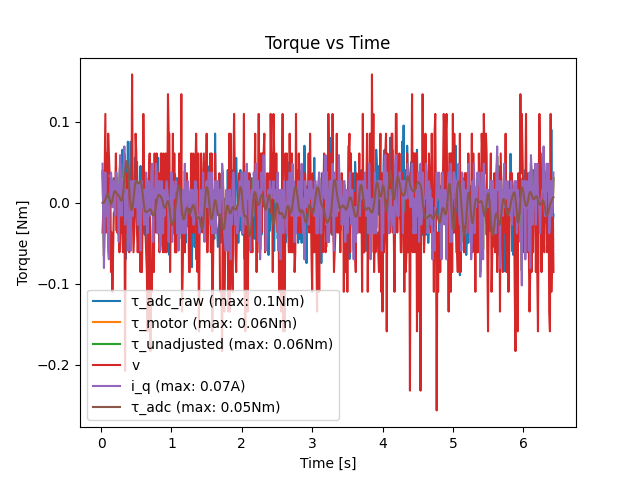 Torque vs Time
Torque [Nm]
0.1
0.0
−0.1
−0.2
τ_adc_raw (max: 0.1Nm)
τ_motor (max: 0.06Nm)
τ_unadjusted (max: 0.06Nm)
v
i_q (max: 0.07A)
τ_adc (max: 0.05Nm)
0 1 2 3 4 5 6
Time [s]